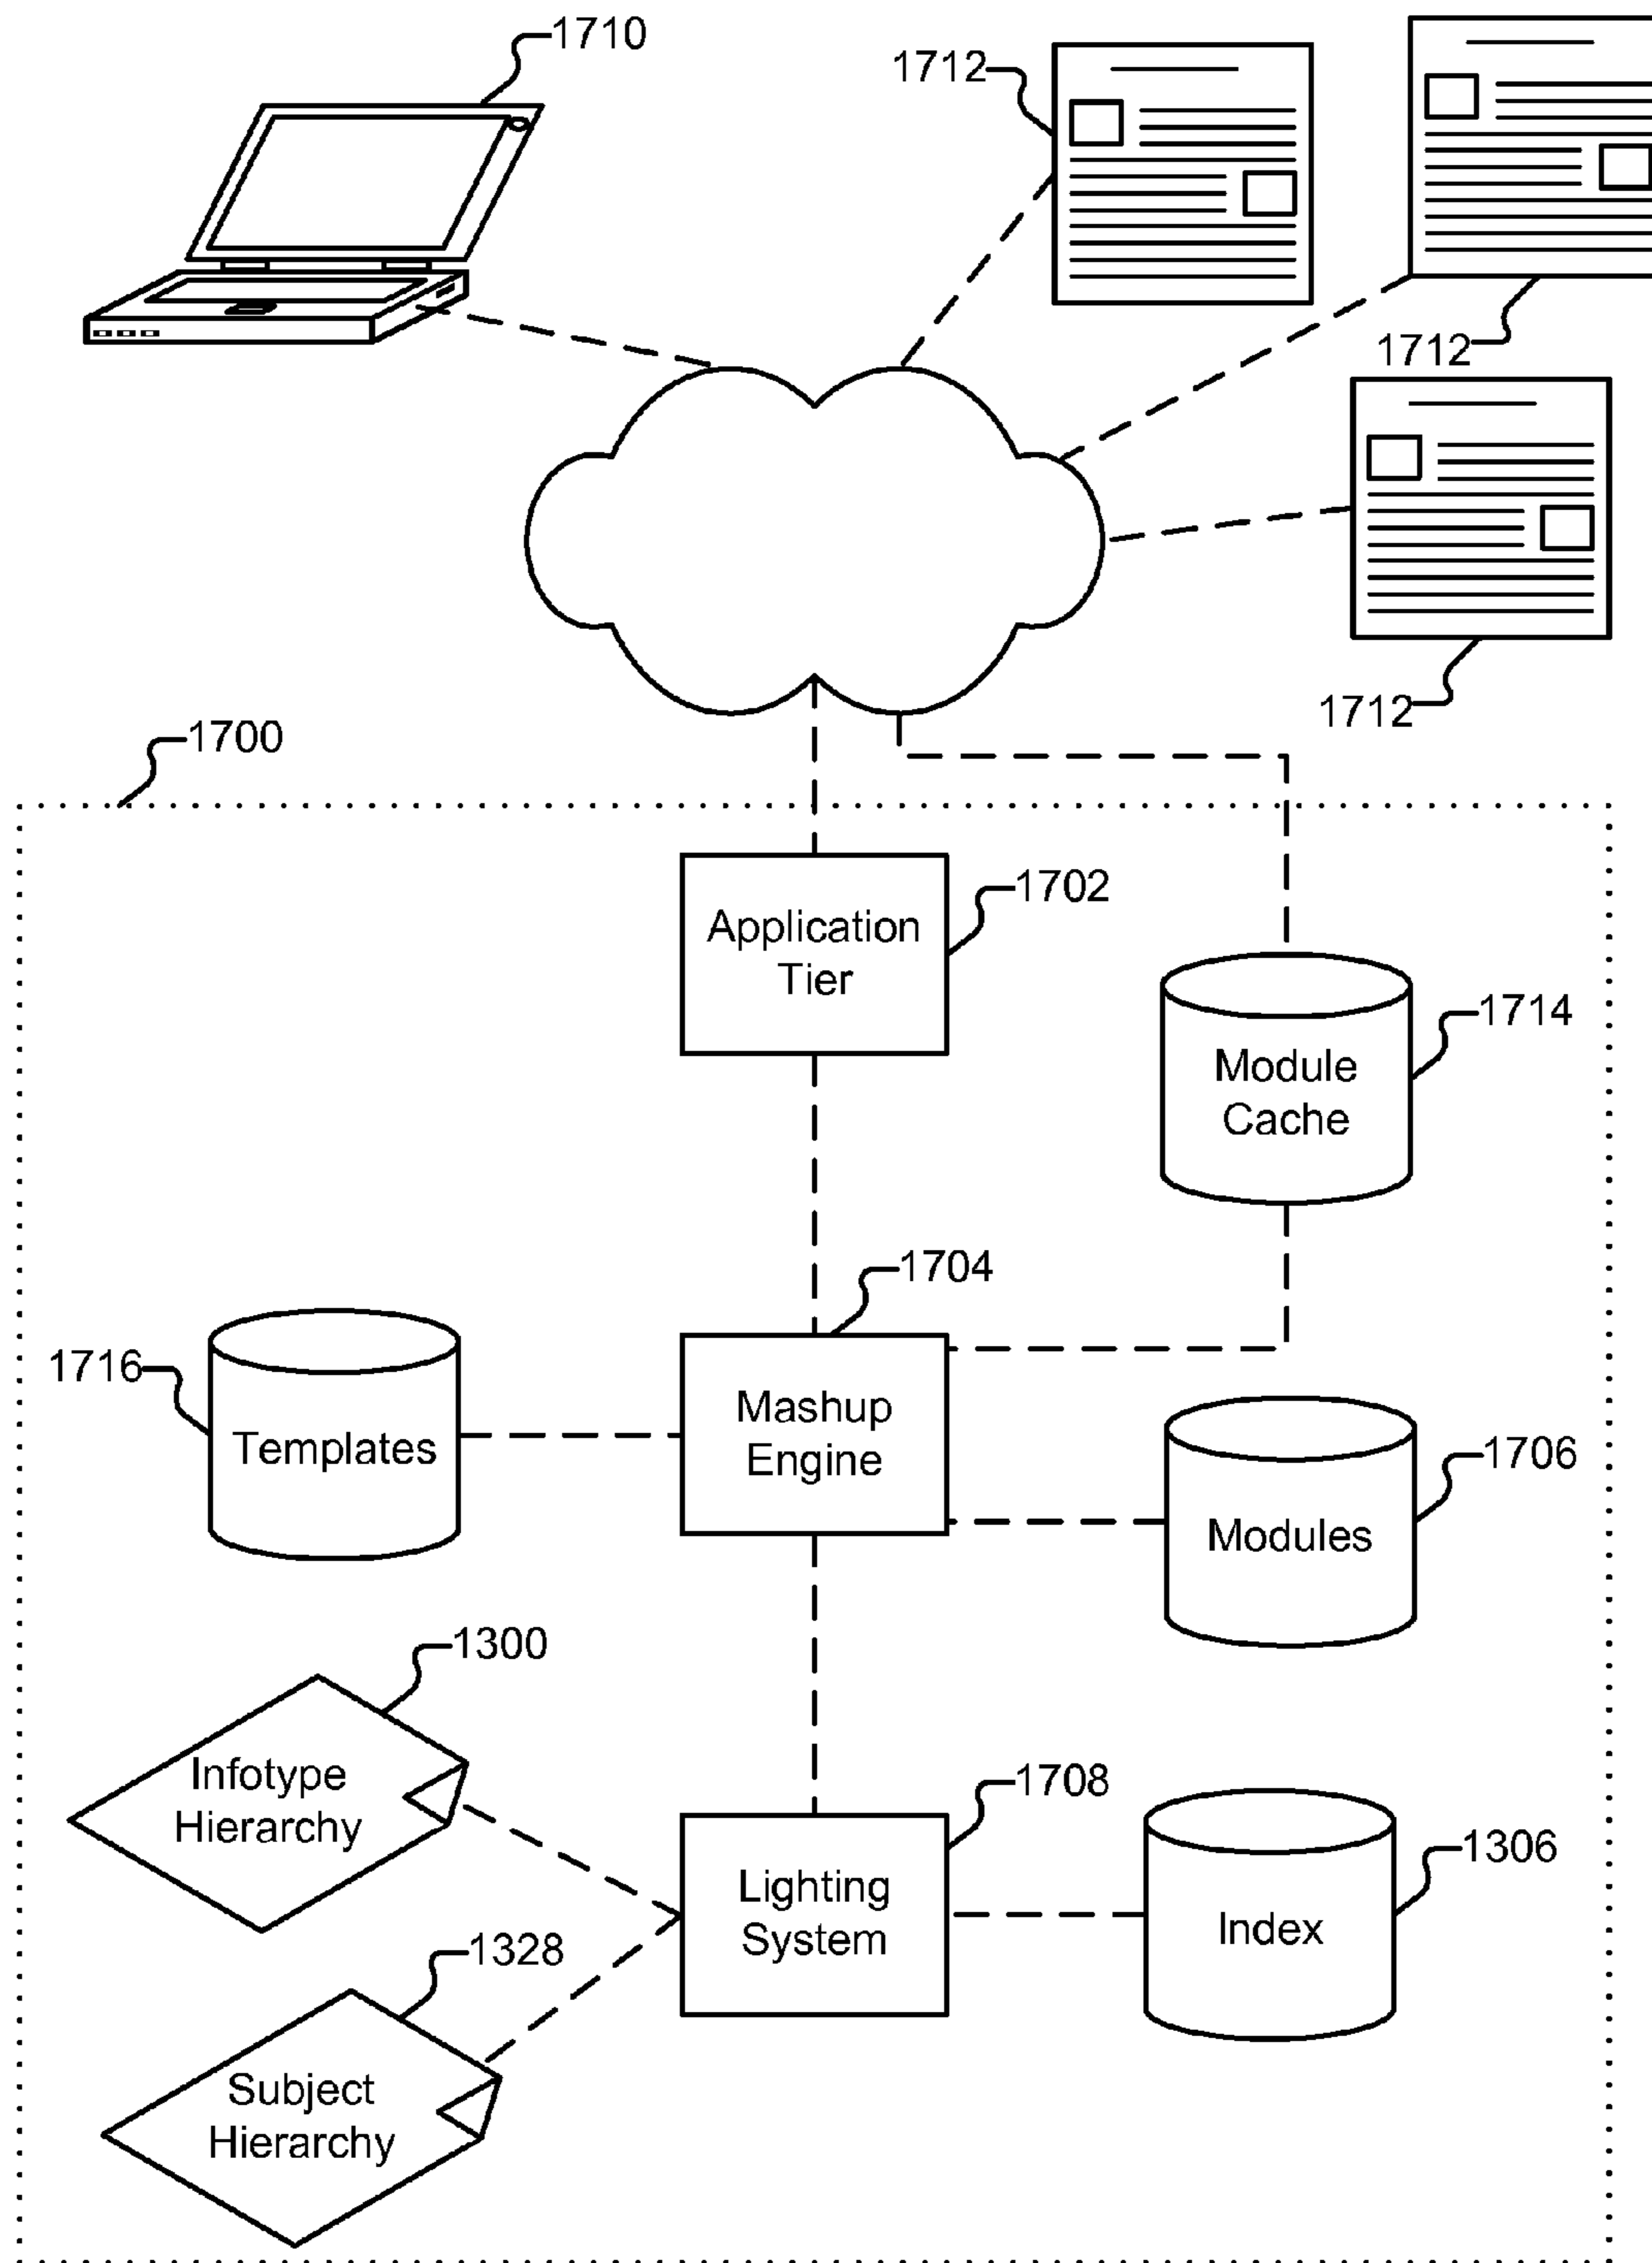 1710
1712
1712
1712
1700
Application
Tier
1702
Module
Cache
1714
1704
1716
Templates
Mashup
Engine
Modules
1706
1300
Infotype
Hierarchy
1708
Lighting
System
1306
Index
1328
Subject
Hierarchy